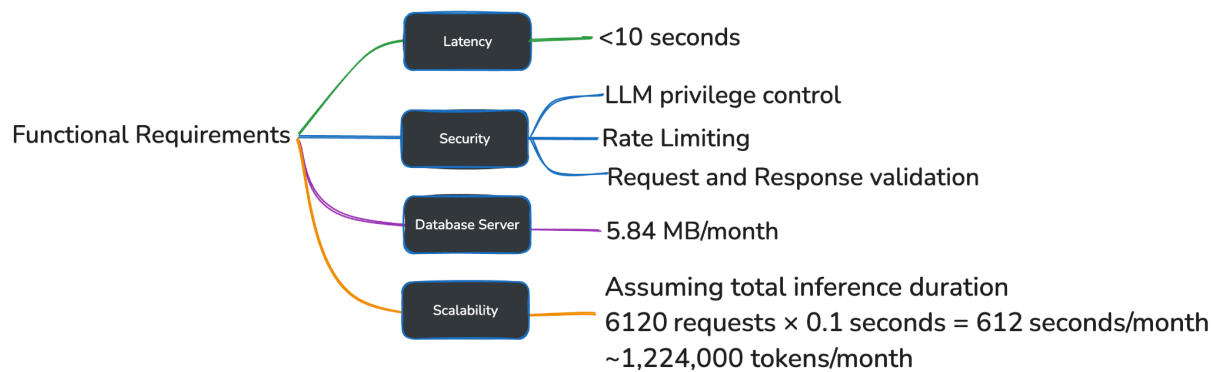 Functional Requirements
Latency
<10 seconds
Security
LLM privilege control
Rate Limiting
Request and Response validation
Database Server
5.84 MB/month
Scalability
Assuming total inference duration
6120 requests × 0.1 seconds = 612 seconds/month
~1,224,000 tokens/month